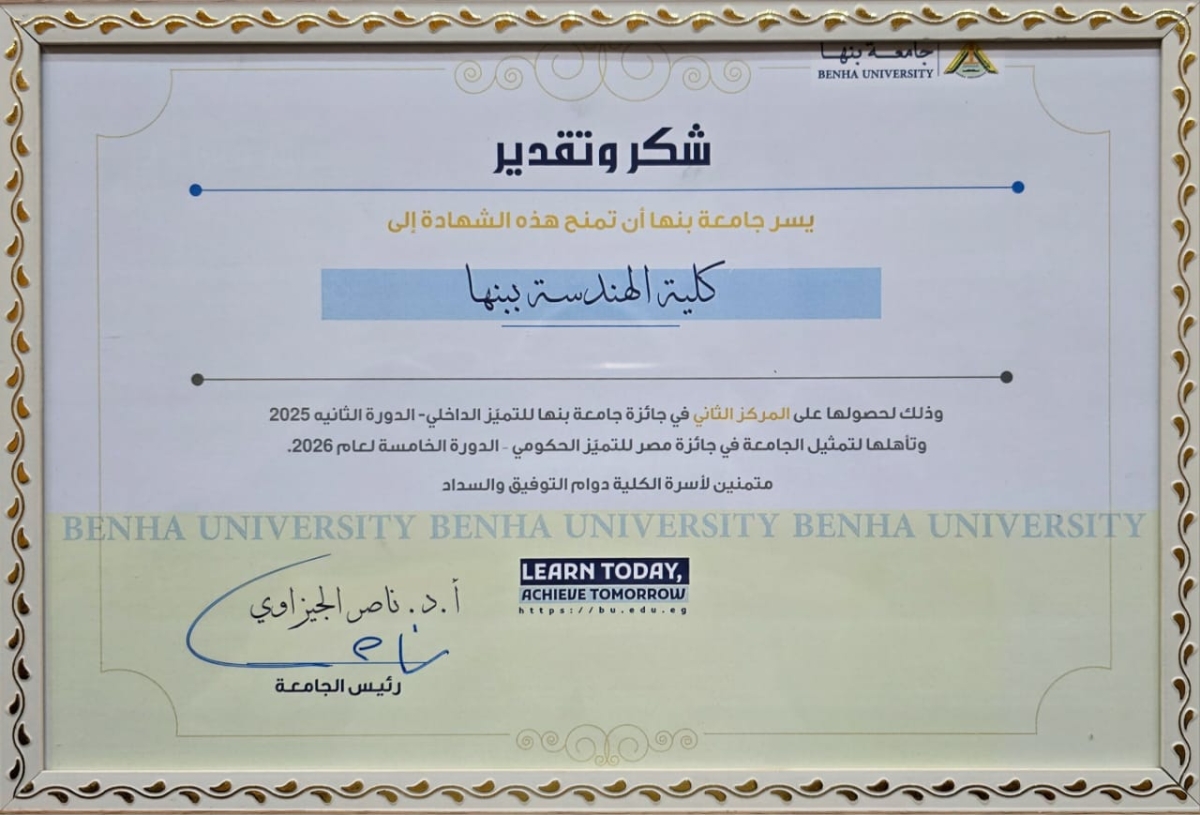 جامعة بنها
BENHA UNIVERSITY
شكر وتقدير
يسر جامعة بنها أن تمنح هذه الشهادة إلى
كلية الهندسة ببنها
وذلك لحصولها على المركز الثاني في جائزة جامعة بنها للتميز الداخلي- الدورة الثانيه 2025
وتأهلها لتمثيل الجامعة في جائزة مصر للتميز الحكومي - الدورة الخامسة لعام 2026.
متمنين لأسرة الكلية دوام التوفيق والسداد
BENHA UNIVERSITY BENHA UNIVERSITY BENHA UNIVERSITY
LEARN TODAY,
ACHIEVE TOMORROW
https://bu.edu.eg
أ.د. ناصر الجيزاوي
رئيس الجامعة